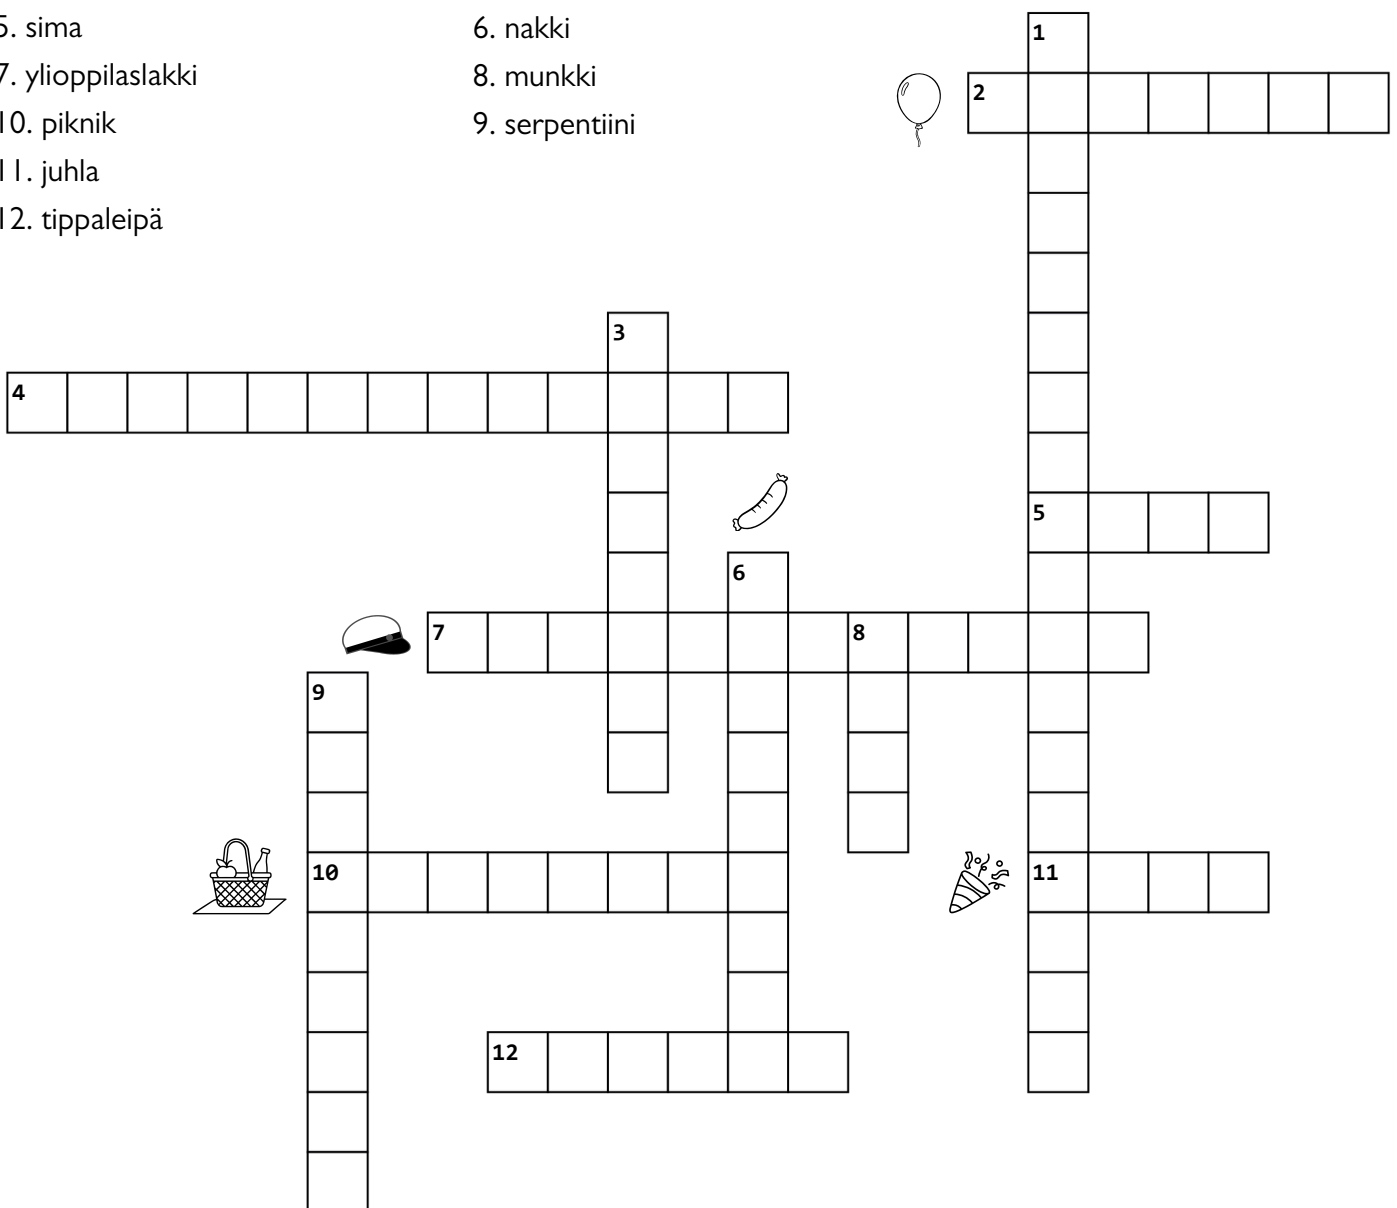 5. sima
7. ylioppilaslakki
10. piknik
11. juhla
12. tippaleipä
6. nakki
8. munkki
9. serpentiini
1
2
3
4
5
6
7
8
9
10
11
12